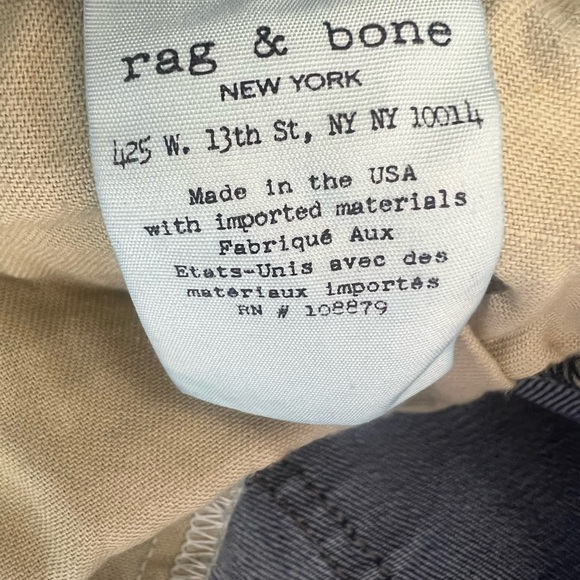 rag & bone
NEW YORK
425 W. 13th St, NY NY 10014
Made in the USA
with imported materials
Fabriqué Aux
Etats-Unis avec des
matériaux importés
RN # 108879